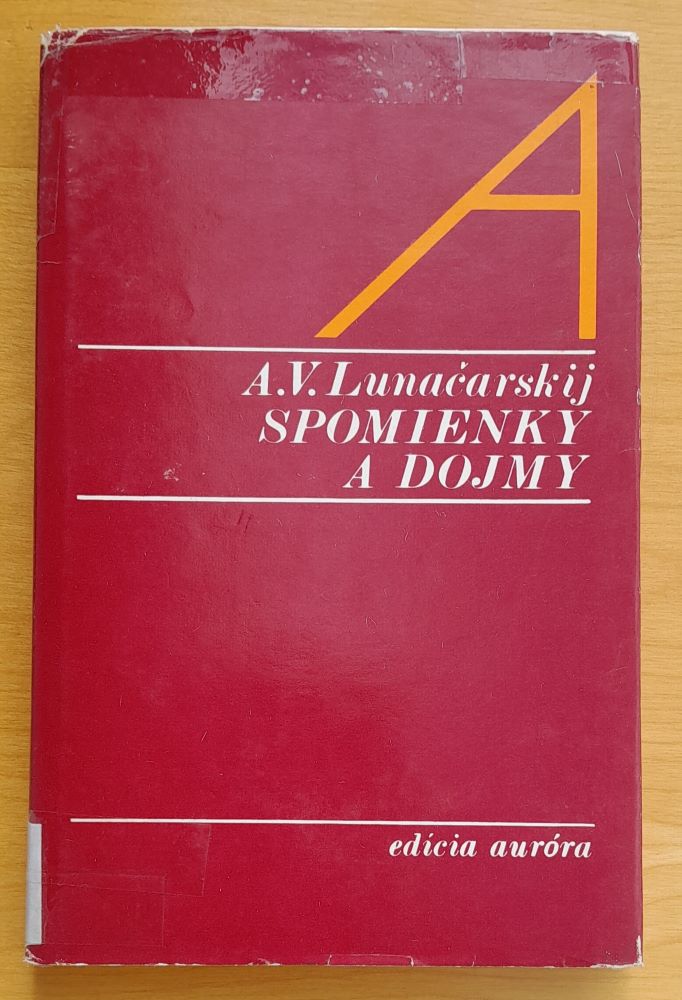 A
A.V. Lunačarskij
SPOMIENKY
A DOJMY
edícia auróra